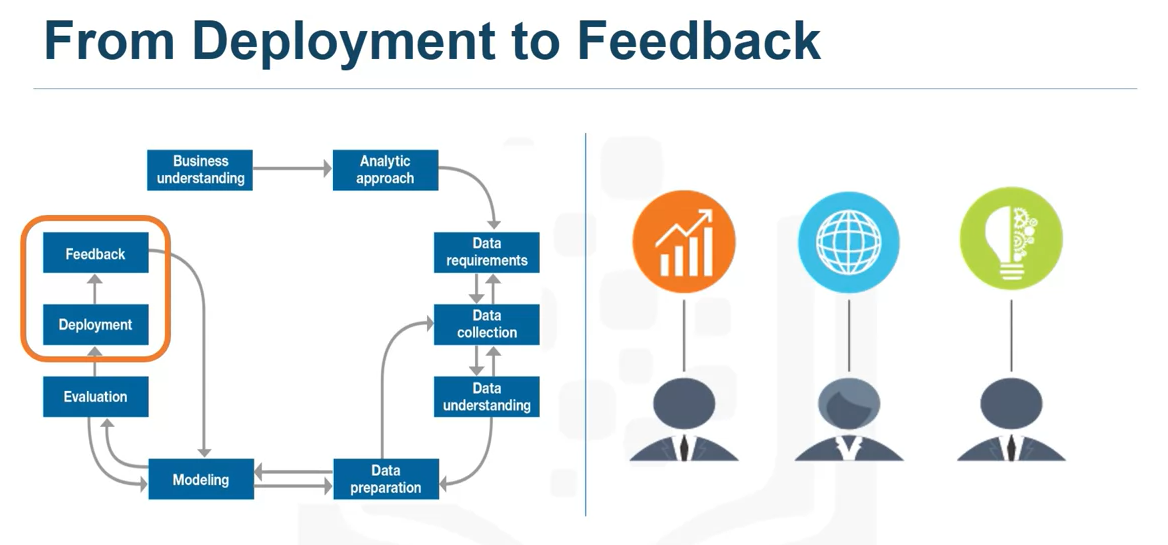 From Deployment to Feedback
Business
understanding
Analytic
approach
Feedback
Data
requirements
Deployment
Data
collection
Evaluation
Data
understanding
Modeling
Data
preparation